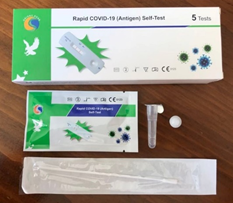 Rapid COVID-19 (Antigen) Self-Test
5 Tests
Rapid COVID-19 (Antigen)
Self-Test